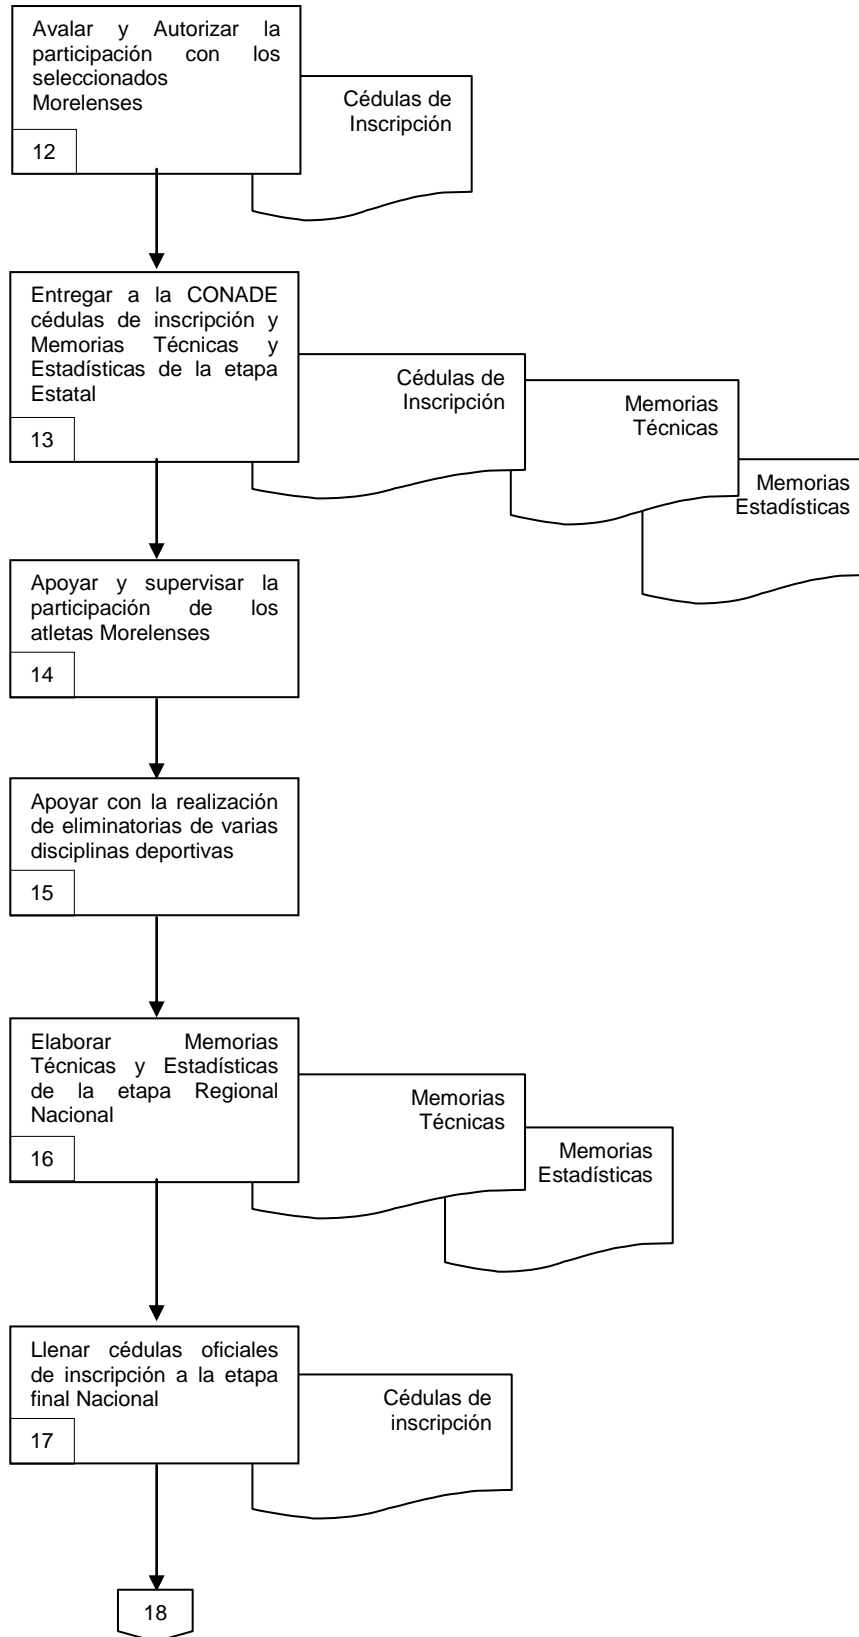 Avalar y Autorizar la
participación con los
seleccionados
Morelenses
12
Cédulas de
Inscripción
Entregar a la CONADE
cédulas de inscripción y
Memorias Técnicas y
Estadísticas de la etapa
Estatal
13
Cédulas de
Inscripción
Memorias
Técnicas
Memorias
Estadísticas
Apoyar y supervisar la
participación de los
atletas Morelenses
14
Apoyar con la realización
de eliminatorias de varias
disciplinas deportivas
15
Elaborar Memorias
Técnicas y Estadísticas
de la etapa Regional
Nacional
16
Memorias
Técnicas
Memorias
Estadísticas
Llenar cédulas oficiales
de inscripción a la etapa
final Nacional
17
Cédulas de
inscripción
18